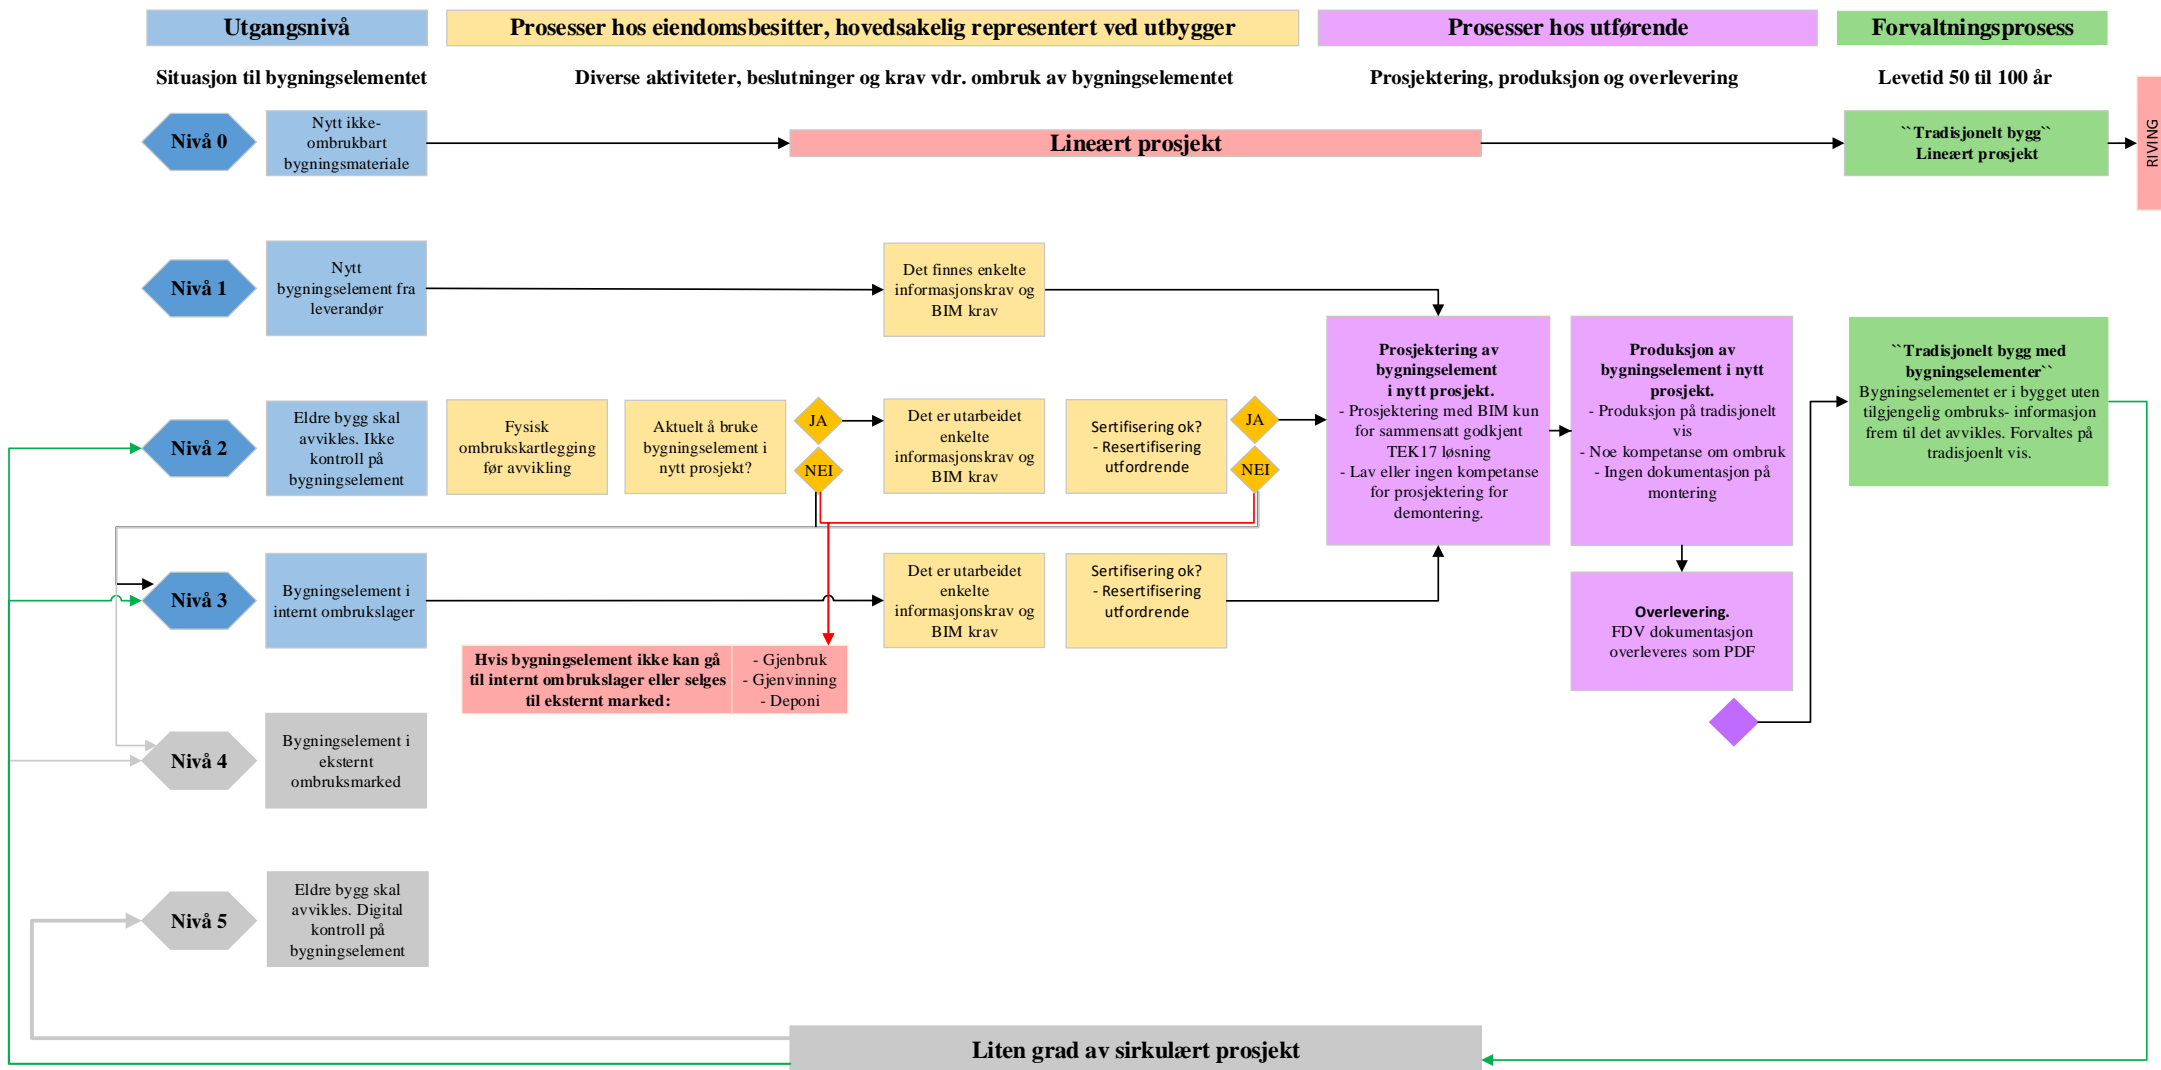 Utgangsnivå
Prosesser hos eiendomsbesitter, hovedsakelig representert ved utbygger
Prosesser hos utførende
Forvaltningsprosess
Situasjon til bygningselementet
Diverse aktiviteter, beslutninger og krav vdr. ombruk av bygningselementet
Prosjektering, produksjon og overlevering
Levetid 50 til 100 år
Nivå 0
Nytt ikke-
ombrukbart
bygningsmateriale
Lineært prosjekt
``Tradisjonelt bygg``
Lineært prosjekt
RIVING
Nivå 1
Nytt
bygningselement fra
leverandør
Det finnes enkelte
informasjonskrav og
BIM krav
Nivå 2
Eldre bygg skal
avvikles. Ikke
kontroll på
bygningselement
Fysisk
ombrukskartlegging
før avvikling
Aktuelt å bruke
bygningselement i
nytt prosjekt?
JA
NEI
Det er utarbeidet
enkelte
informasjonskrav og
BIM krav
Sertifisering ok?
- Resertifisering
utfordrende
JA
NEI
Prosjektering av
bygningselement
i nytt prosjekt.
- Prosjektering med BIM kun
for sammensatt godkjent
TEK17 løsning
- Lav eller ingen kompetanse
for prosjektering for
demontering.
Produksjon av
bygningselement i nytt
prosjekt.
- Produksjon på tradisjonelt
vis
- Noe kompetanse om ombruk
- Ingen dokumentasjon på
montering
``Tradisjonelt bygg med
bygningselementer``
Bygningselementet er i bygget uten
tilgjengelig ombruks- informasjon
frem til det avvikles. Forvaltes på
tradisjoenlt vis.
Nivå 3
Bygningselement i
internt ombrukslager
Det er utarbeidet
enkelte
informasjonskrav og
BIM krav
Sertifisering ok?
- Resertifisering
utfordrende
Overlevering.
FDV dokumentasjon
overleveres som PDF
Hvis bygningselement ikke kan gå
til internt ombrukslager eller selges
til eksternt marked:
- Gjenbruk
- Gjenvinning
- Deponi
Nivå 4
Bygningselement i
eksternt
ombruksmarked
Nivå 5
Eldre bygg skal
avvikles. Digital
kontroll på
bygningselement
Liten grad av sirkulært prosjekt